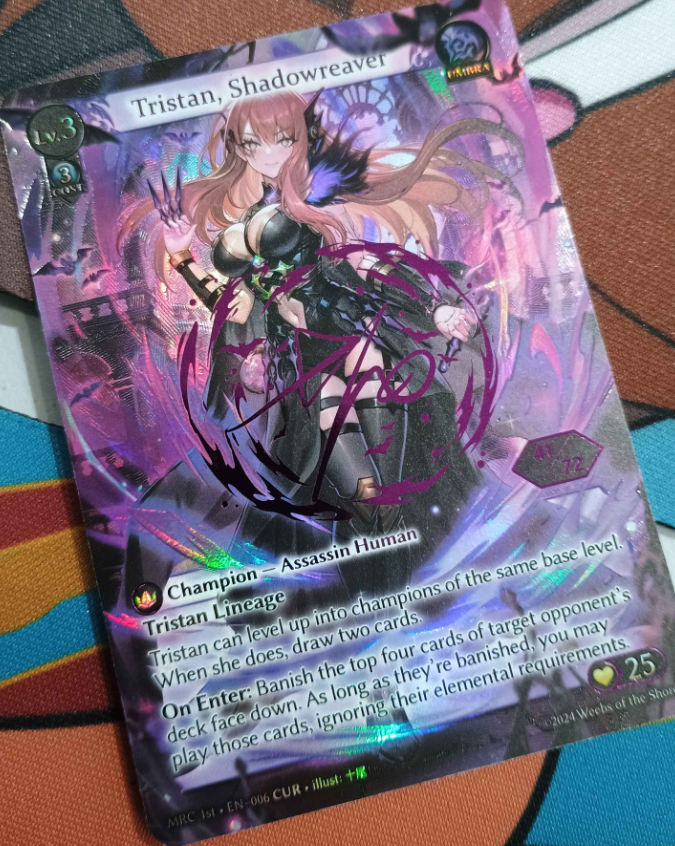 Tristan, Shadowreaver
UMBRA
Lv.3
3
COST
41/72
Champion — Assassin Human
Tristan Lineage
Tristan can level up into champions of the same base level.
When she does, draw two cards.
On Enter: Banish the top four cards of target opponent's
deck face down. As long as they're banished, you may
play those cards, ignoring their elemental requirements.
25
©2024 Weebs of the Shore
MRC 1st • EN-006 CUR • illust: 十尾